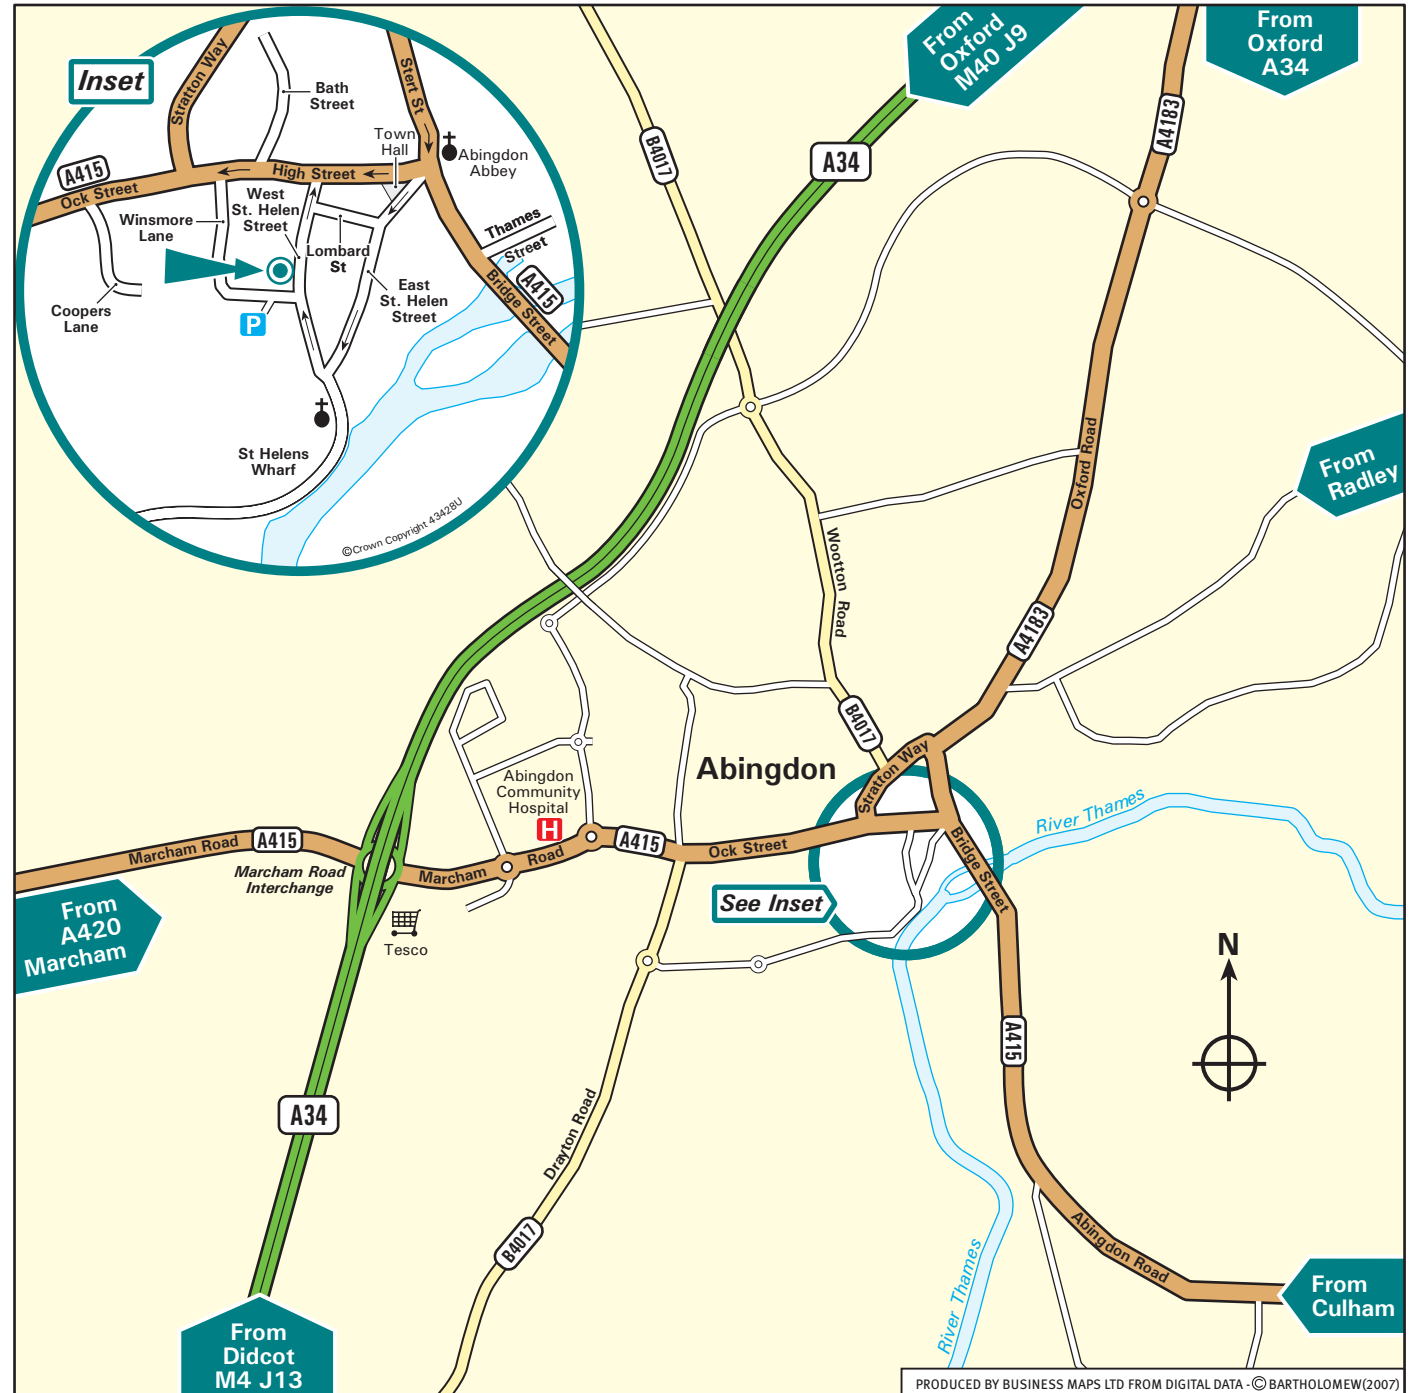 Inset
Stratton Way
Bath
Street
Stert St
Town
Hall
Abingdon
Abbey
A415
Ock Street
High Street
West
St. Helen
Street
Winsmore
Lane
Lombard
St
Thames
Street
A415
Bridge Street
East
St. Helen
Street
Coopers
Lane
P
St Helens
Wharf
©Crown Copyright 43428U
From
Oxford
M40 J9
From
Oxford
A34
B4017
A34
A4183
Oxford Road
From
Radley
Wootton Road
A4183
B4017
Abingdon
Stratton Way
Abingdon
Community
Hospital
H
River Thames
Marcham Road
A415
Marcham Road
Interchange
Marcham Road
A415
Ock Street
Bridge Street
See Inset
From
A420
Marcham
Tesco
N
A415
A34
Drayton Road
B4017
River Thames
Abingdon Road
From
Culham
From
Didcot
M4 J13
PRODUCED BY BUSINESS MAPS LTD FROM DIGITAL DATA - © BARTHOLOMEW(2007)